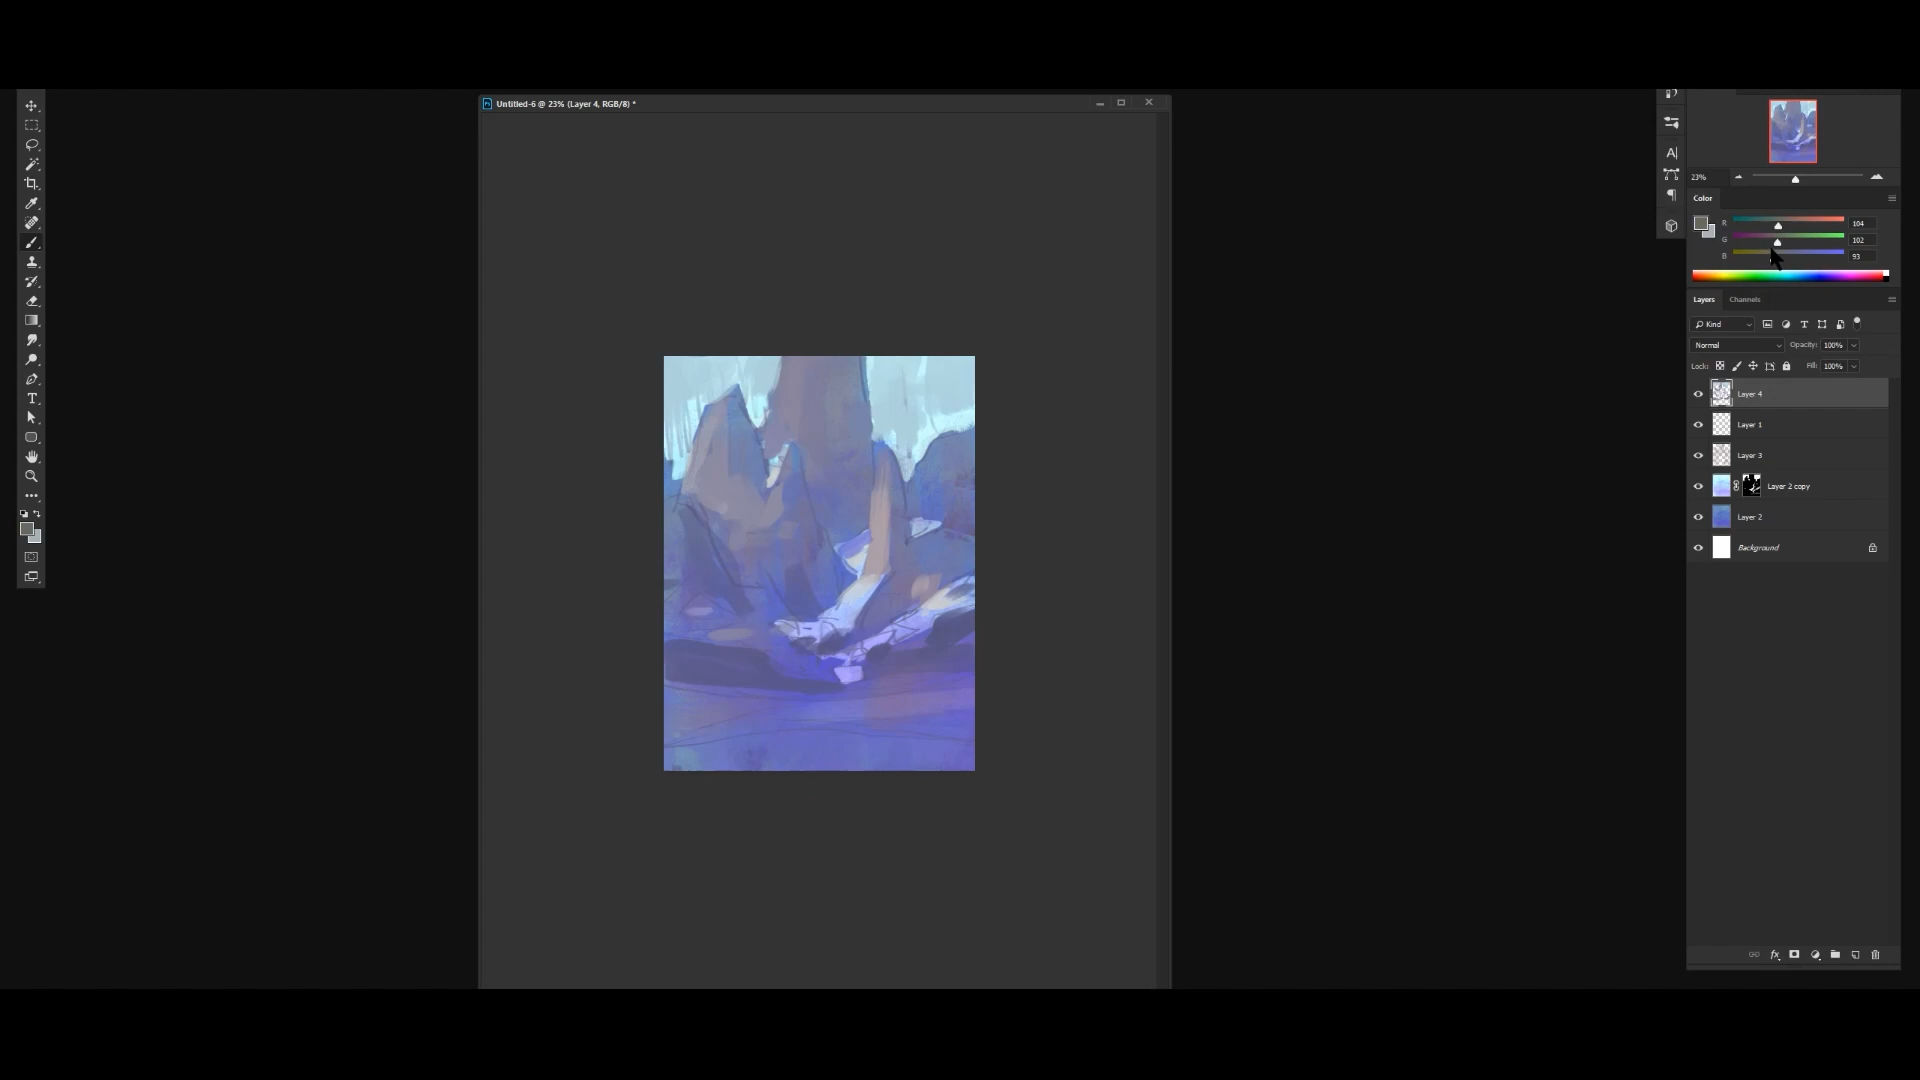 Untitled-6 @ 23% (Layer 4, RGB/8) *
23%
Color
R 104
G 102
B 93
Layers Channels
Kind
Normal Opacity: 100%
Lock: Fill: 100%
Layer 4
Layer 1
Layer 3
Layer 2 copy
Layer 2
Background